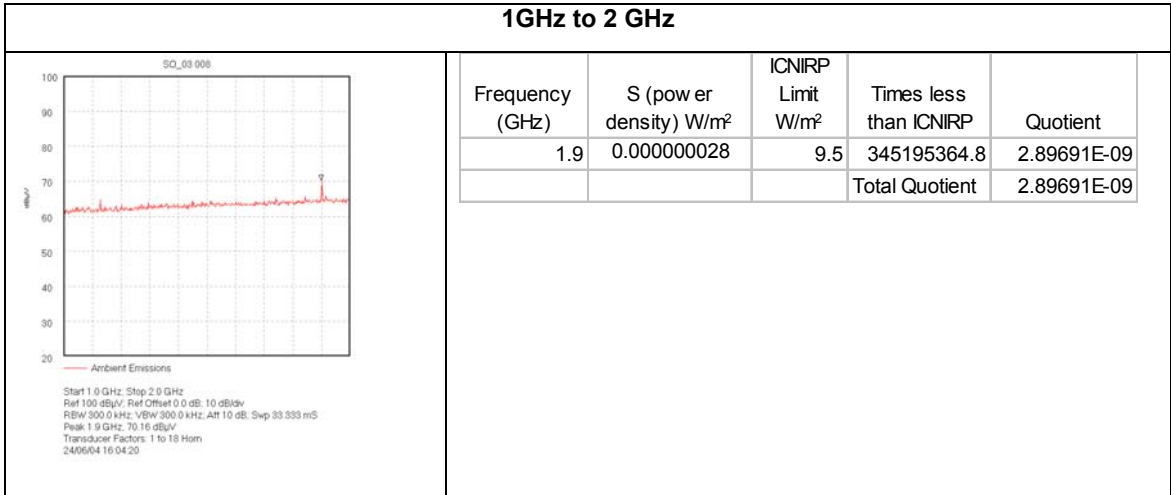 1GHz to 2 GHz
SO_03 008
100
90
80
70
60
50
40
30
20
dBµV
Ambient Emissions
Start 1.0 GHz; Stop 2.0 GHz
Ref 100 dBµV; Ref Offset 0.0 dB; 10 dB/div
RBW 300.0 kHz; VBW 300.0 kHz; Att 10 dB; Swp 33.333 mS
Peak 1.9 GHz, 70.16 dBµV
Transducer Factors: 1 to 18 Horn
24/06/04 16:04:20
Frequency (GHz) S (pow er density) W/m² ICNIRP Limit W/m² Times less than ICNIRP Quotient
1.9 0.000000028 9.5 345195364.8 2.89691E-09
Total Quotient 2.89691E-09